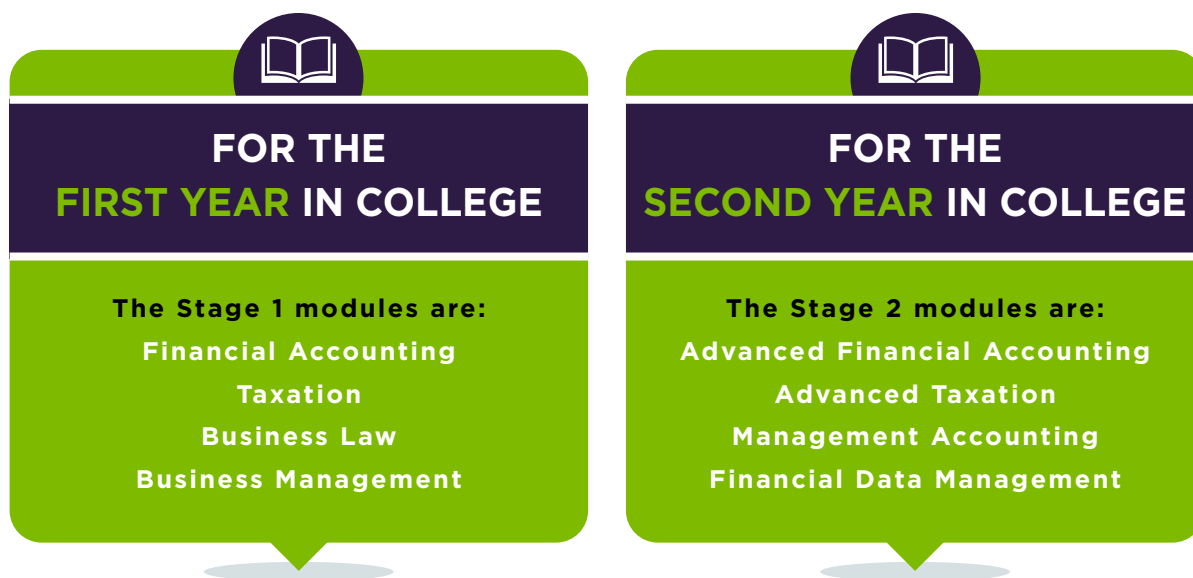 FOR THE
FIRST YEAR IN COLLEGE
The Stage 1 modules are:
Financial Accounting
Taxation
Business Law
Business Management
FOR THE
SECOND YEAR IN COLLEGE
The Stage 2 modules are:
Advanced Financial Accounting
Advanced Taxation
Management Accounting
Financial Data Management